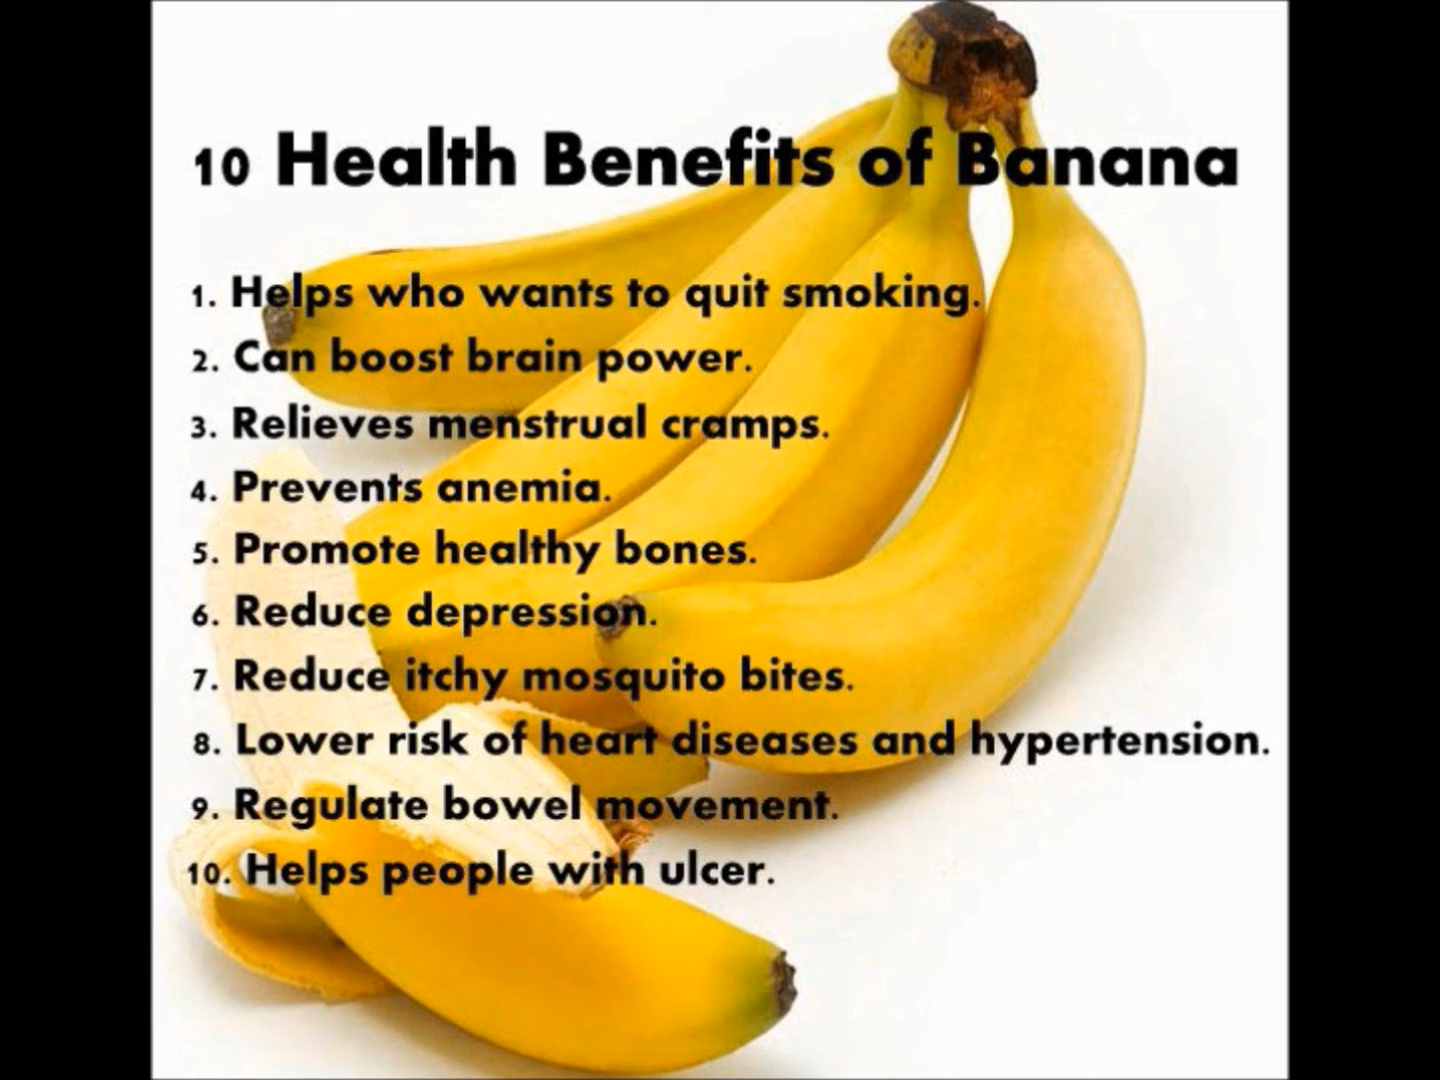 10 Health Benefits of Banana
1. Helps who wants to quit smoking.
2. Can boost brain power.
3. Relieves menstrual cramps.
4. Prevents anemia.
5. Promote healthy bones.
6. Reduce depression.
7. Reduce itchy mosquito bites.
8. Lower risk of heart diseases and hypertension.
9. Regulate bowel movement.
10. Helps people with ulcer.